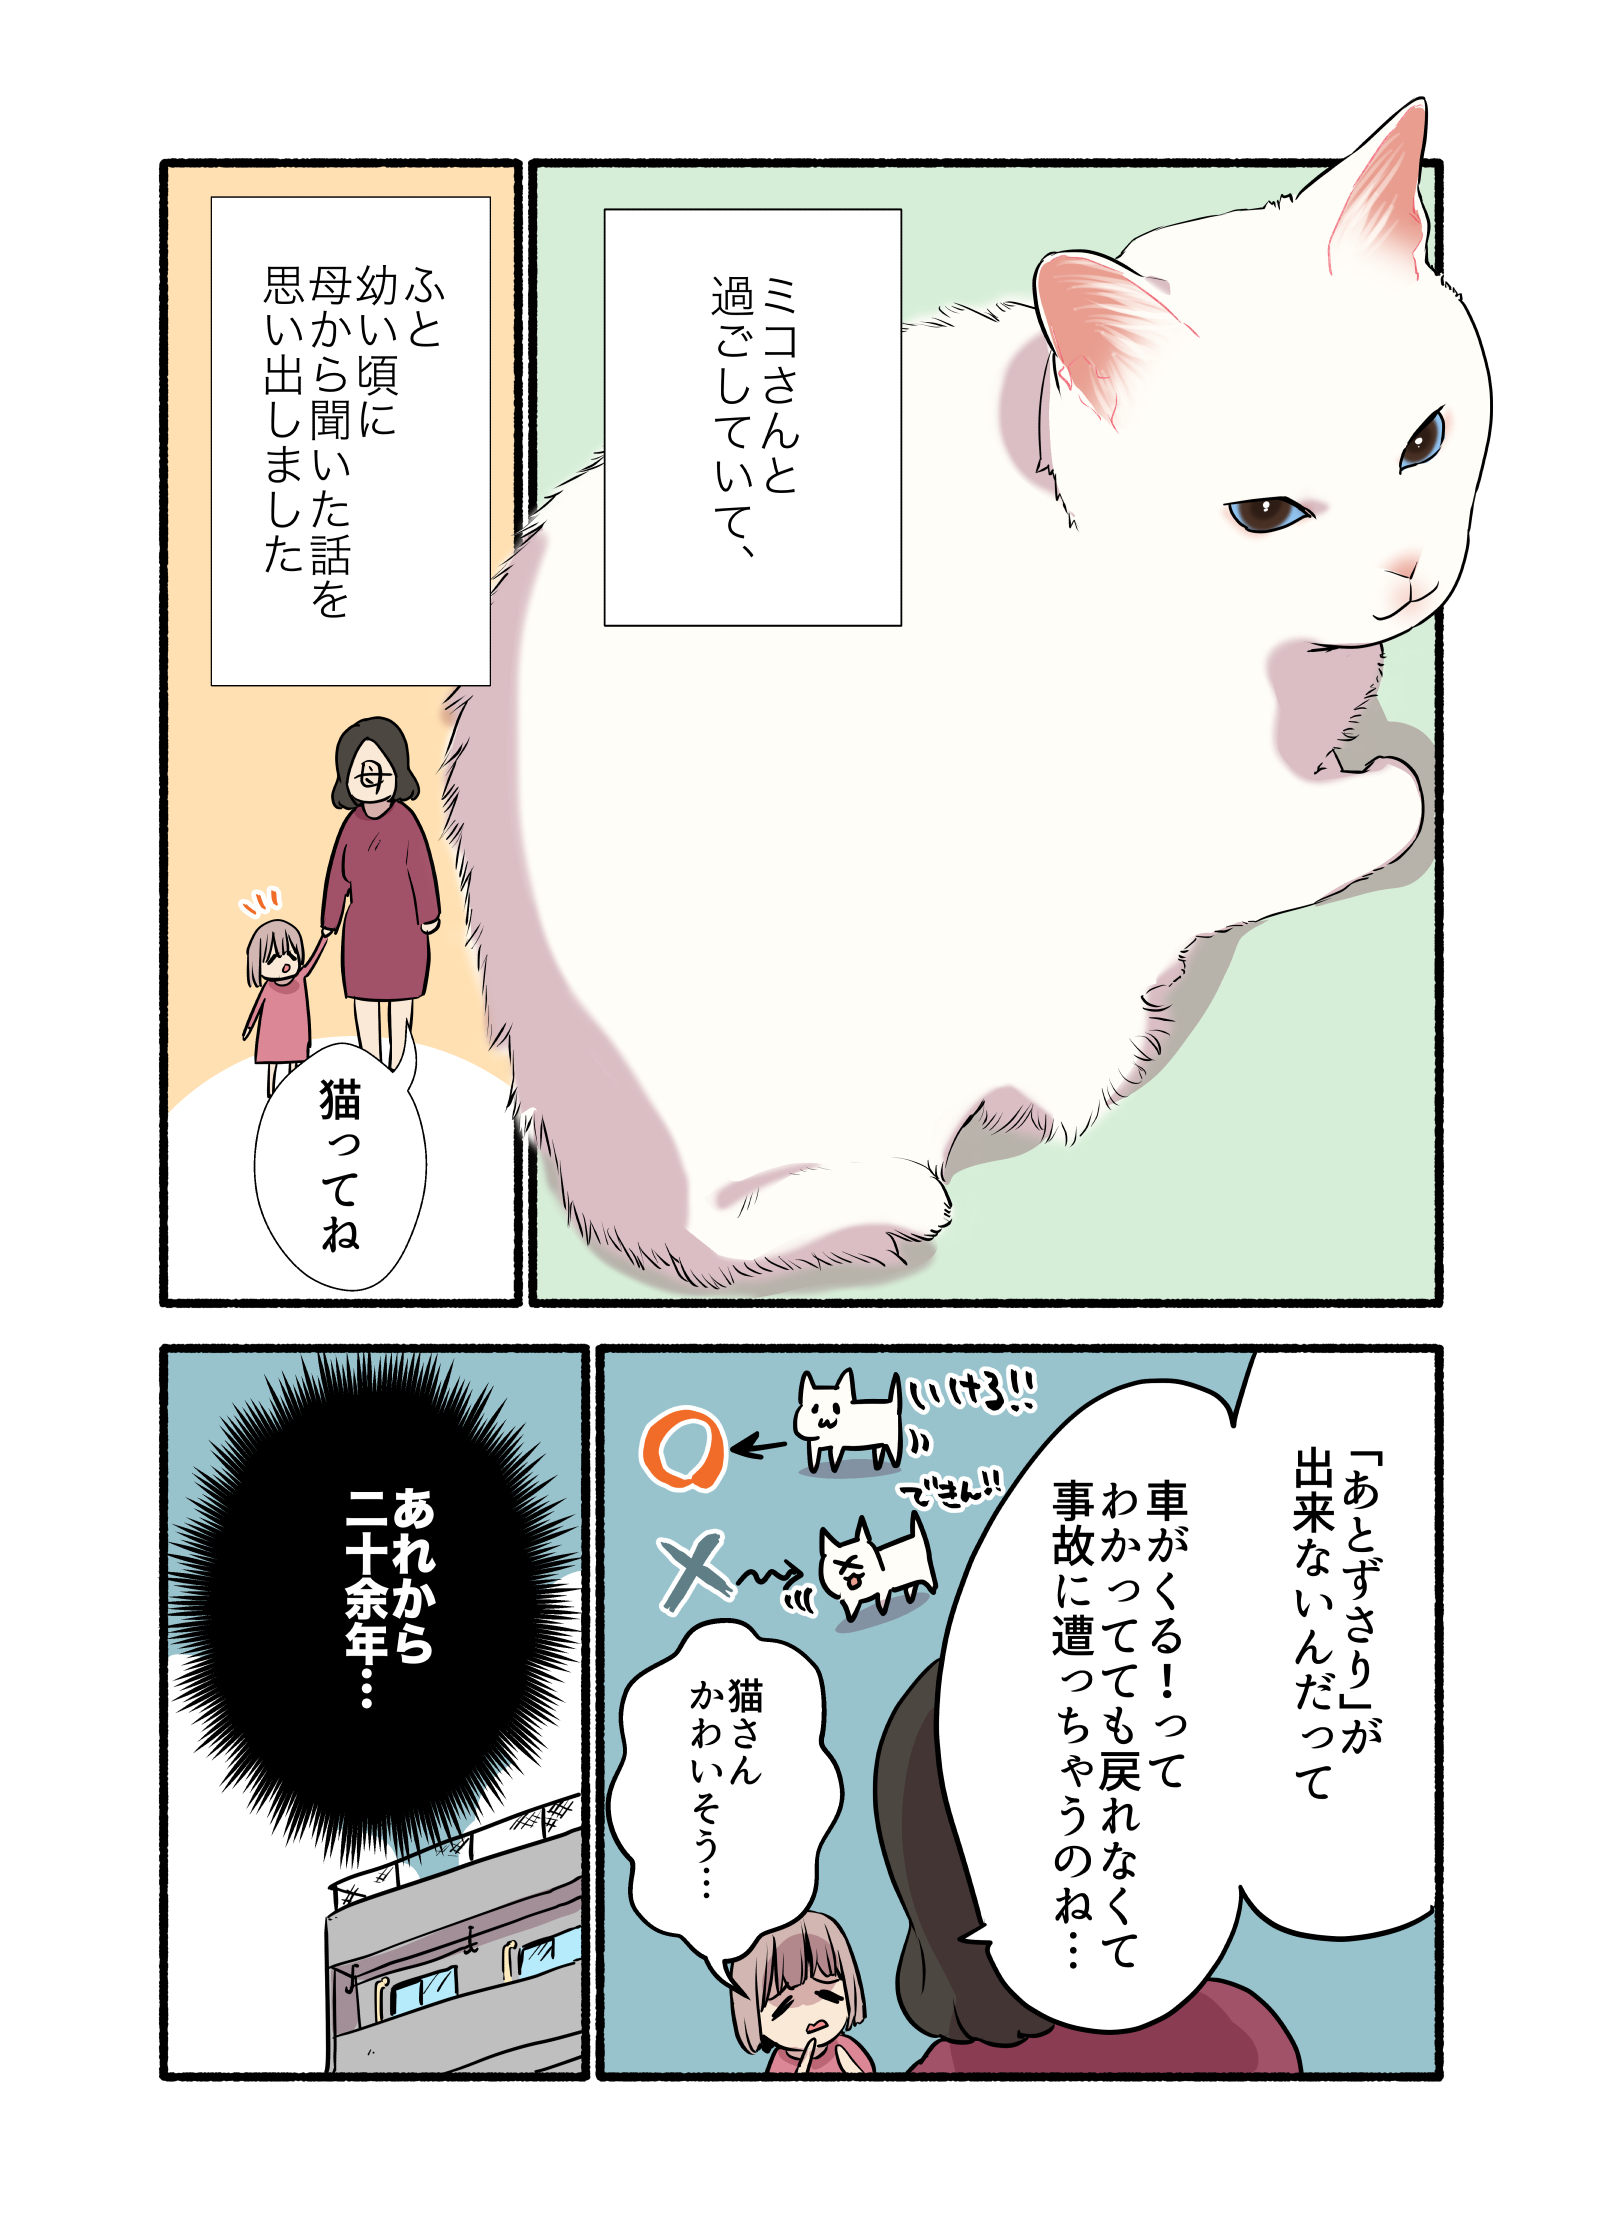 ミコさんと
過ごしていて、
ふと
幼い頃に
母から聞いた話を
思い出しました
母
猫ってね
「あとずさり」が
出来ないんだって
車がくる！って
わかってても戻れなくて
事故に遭っちゃうのね…
いけろ!!
できん!!
猫さん
かわいそう…
あれから
二十余年…